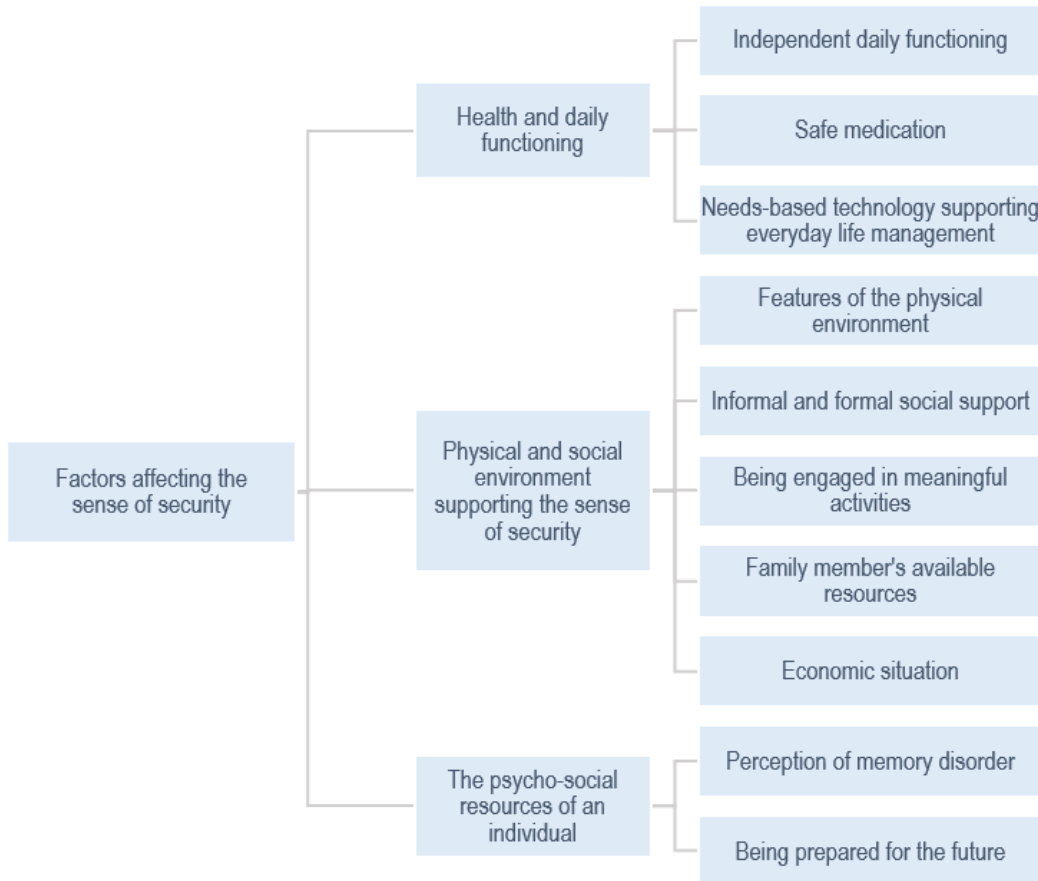 Factors affecting the
sense of security
Health and daily
functioning
Independent daily functioning
Safe medication
Needs-based technology supporting
everyday life management
Physical and social
environment
supporting the sense
of security
Features of the physical
environment
Informal and formal social support
Being engaged in meaningful
activities
Family member's available
resources
Economic situation
The psycho-social
resources of an
individual
Perception of memory disorder
Being prepared for the future